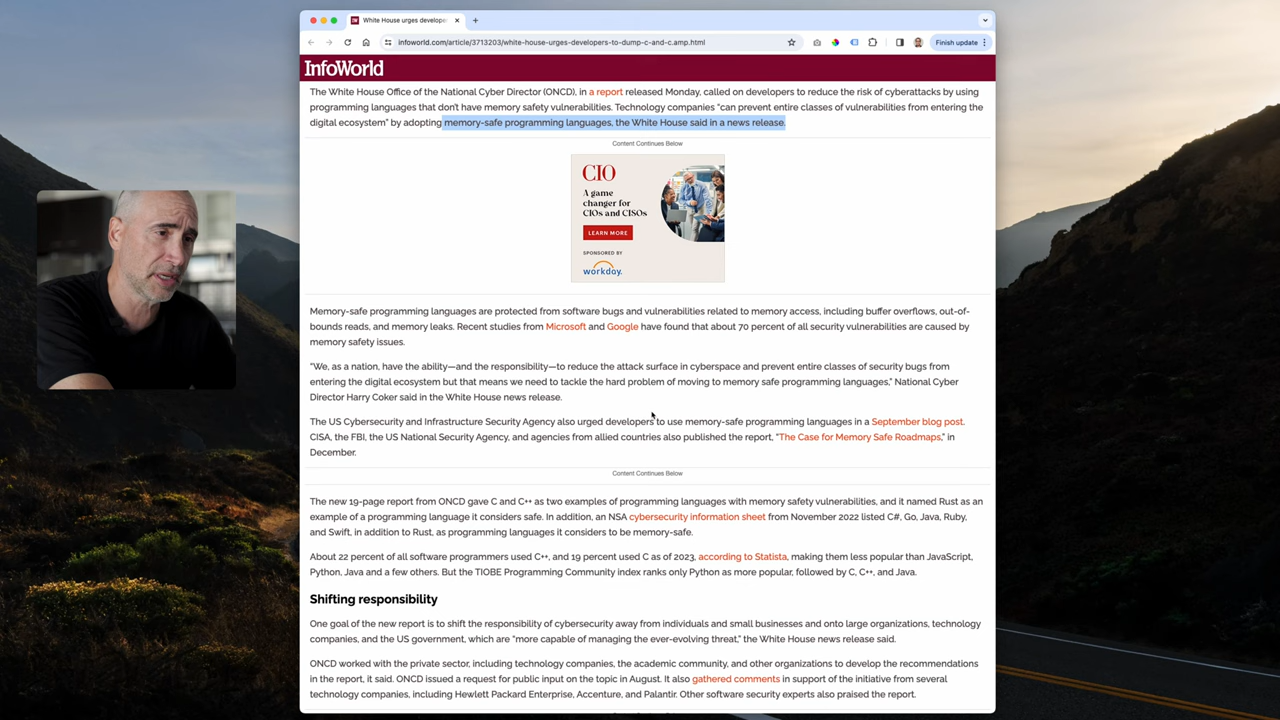 White House urges develope
infoworld.com/article/3713203/white-house-urges-developers-to-dump-c-and-c.amp.html
Finish update
InfoWorld
The White House Office of the National Cyber Director (ONCD), in a report released Monday, called on developers to reduce the risk of cyberattacks by using
programming languages that don't have memory safety vulnerabilities. Technology companies "can prevent entire classes of vulnerabilities from entering the
digital ecosystem" by adopting memory-safe programming languages, the White House said in a news release.
Content Continues Below
CIO
A game
changer for
CIOs and CISOs
LEARN MORE
SPONSORED BY
workday.
Memory-safe programming languages are protected from software bugs and vulnerabilities related to memory access, including buffer overflows, out-of-
bounds reads, and memory leaks. Recent studies from Microsoft and Google have found that about 70 percent of all security vulnerabilities are caused by
memory safety issues.
"We, as a nation, have the ability—and the responsibility—to reduce the attack surface in cyberspace and prevent entire classes of security bugs from
entering the digital ecosystem but that means we need to tackle the hard problem of moving to memory safe programming languages," National Cyber
Director Harry Coker said in the White House news release.
The US Cybersecurity and Infrastructure Security Agency also urged developers to use memory-safe programming languages in a September blog post.
CISA, the FBI, the US National Security Agency, and agencies from allied countries also published the report, "The Case for Memory Safe Roadmaps," in
December.
Content Continues Below
The new 19-page report from ONCD gave C and C++ as two examples of programming languages with memory safety vulnerabilities, and it named Rust as an
example of a programming language it considers safe. In addition, an NSA cybersecurity information sheet from November 2022 listed C#, Go, Java, Ruby,
and Swift, in addition to Rust, as programming languages it considers to be memory-safe.
About 22 percent of all software programmers used C++, and 19 percent used C as of 2023, according to Statista, making them less popular than JavaScript,
Python, Java and a few others. But the TIOBE Programming Community index ranks only Python as more popular, followed by C, C++, and Java.
Shifting responsibility
One goal of the new report is to shift the responsibility of cybersecurity away from individuals and small businesses and onto large organizations, technology
companies, and the US government, which are "more capable of managing the ever-evolving threat," the White House news release said.
ONCD worked with the private sector, including technology companies, the academic community, and other organizations to develop the recommendations
in the report, it said. ONCD issued a request for public input on the topic in August. It also gathered comments in support of the initiative from several
technology companies, including Hewlett Packard Enterprise, Accenture, and Palantir. Other software security experts also praised the report.